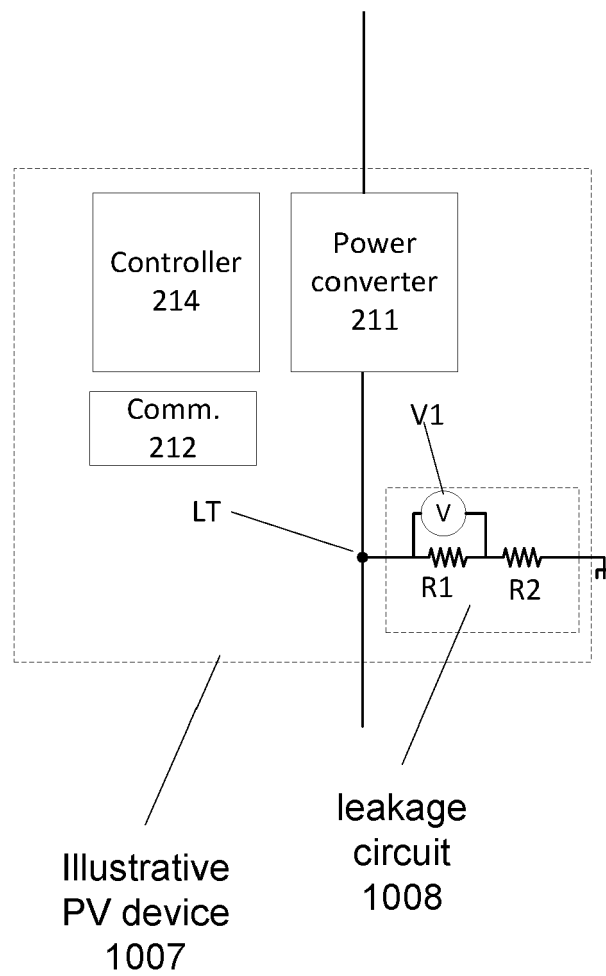 Controller
214
Power
converter
211
Comm.
212
V1
V
LT
R1
R2
leakage
circuit
1008
Illustrative
PV device
1007